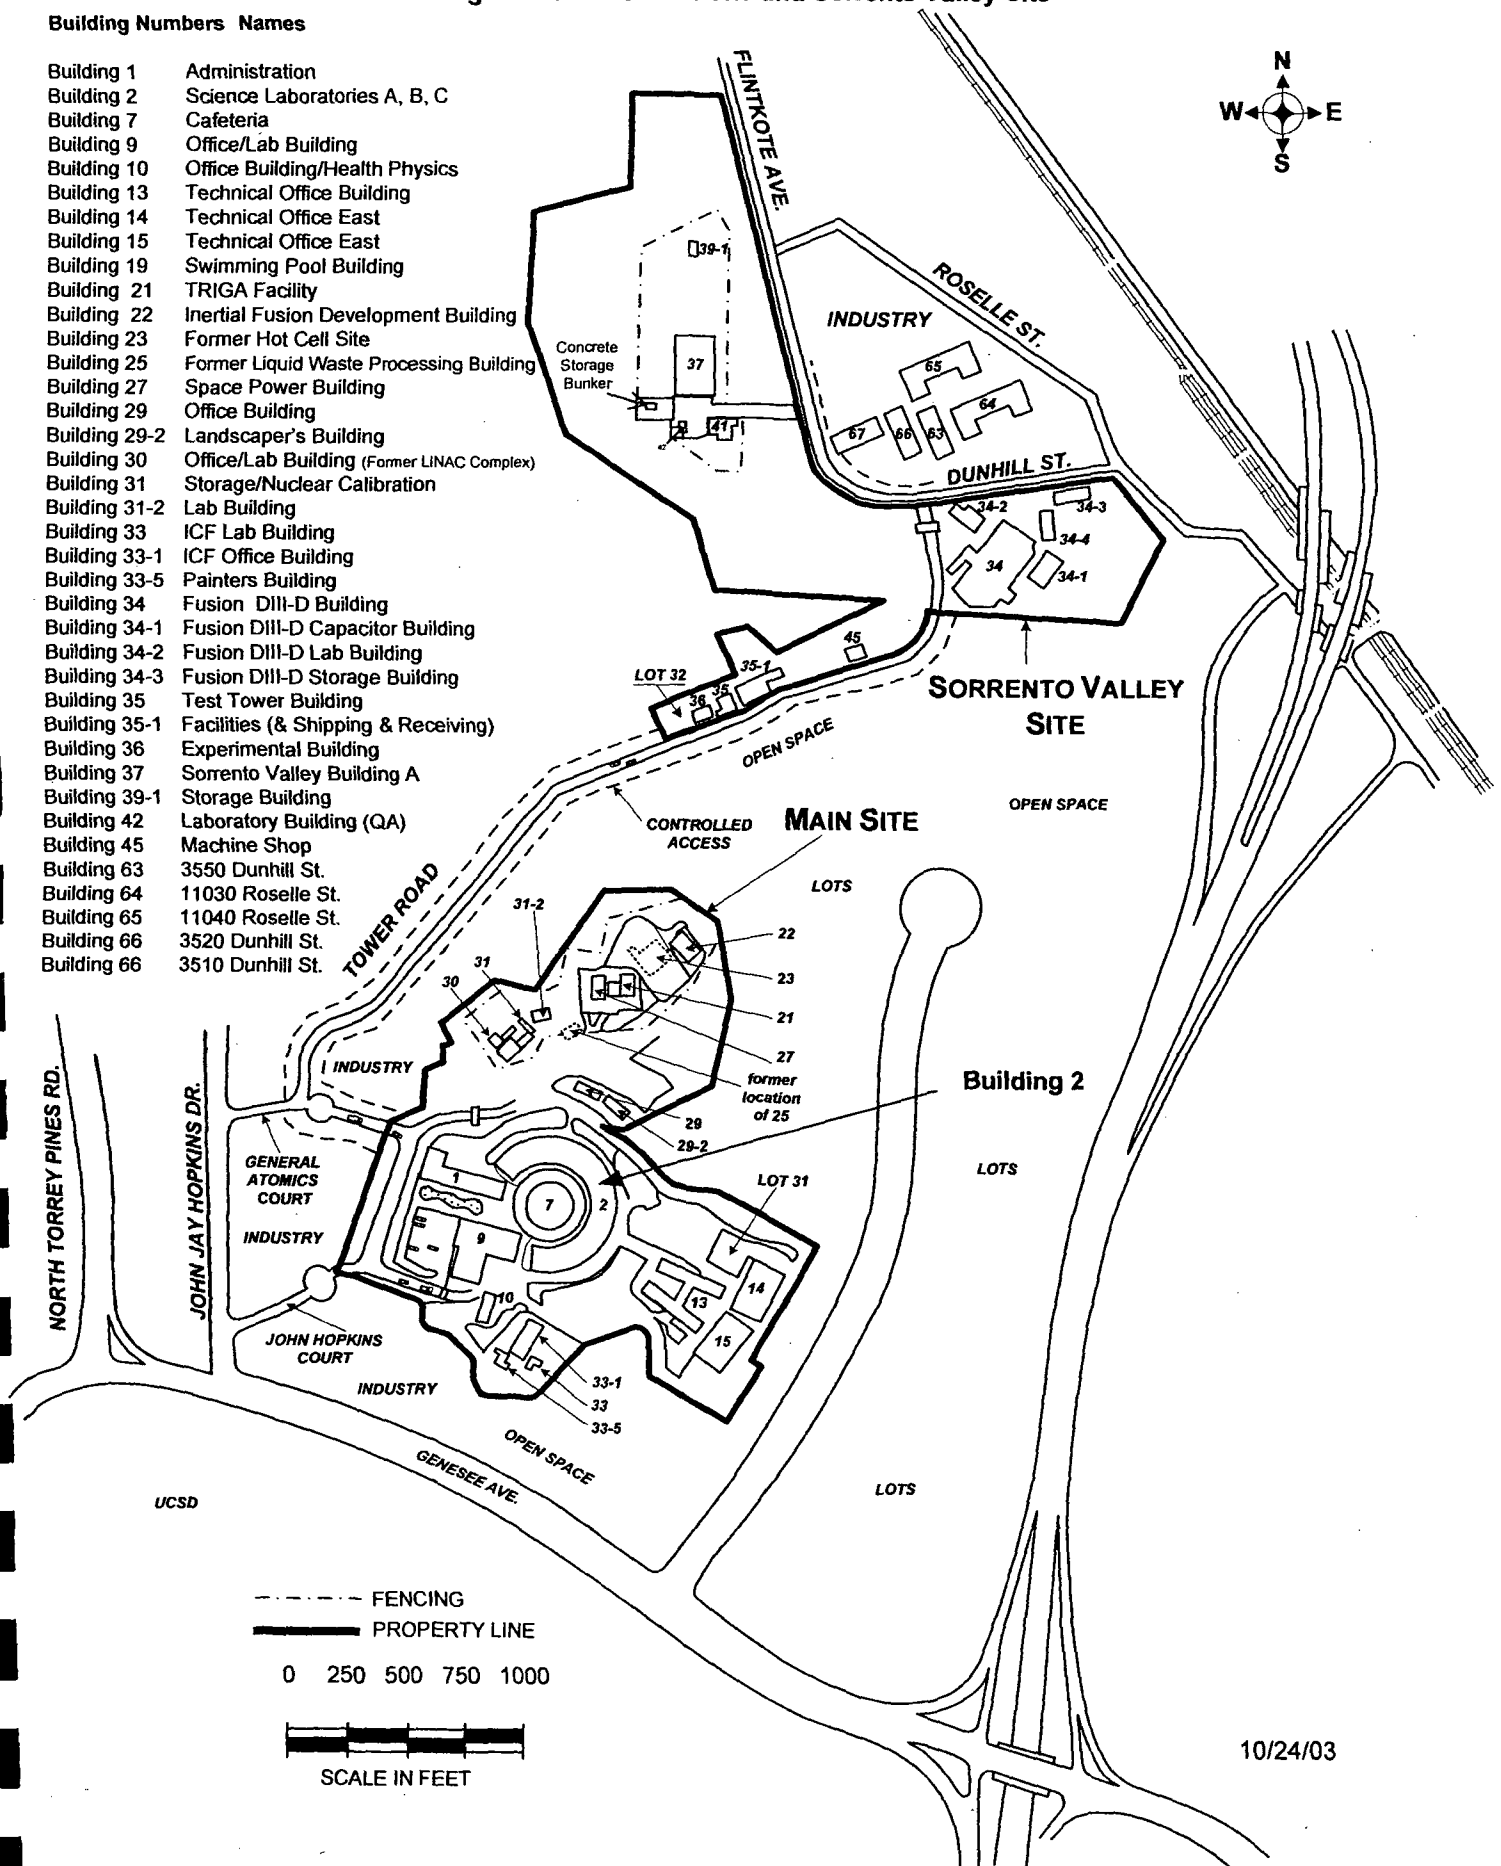 and Sorrento Valley Site
Building Numbers Names
Building 1 Administration
Building 2 Science Laboratories A, B, C
Building 7 Cafeteria
Building 9 Office/Lab Building
Building 10 Office Building/Health Physics
Building 13 Technical Office Building
Building 14 Technical Office East
Building 15 Technical Office East
Building 19 Swimming Pool Building
Building 21 TRIGA Facility
Building 22 Inertial Fusion Development Building
Building 23 Former Hot Cell Site
Building 25 Former Liquid Waste Processing Building
Building 27 Space Power Building
Building 29 Office Building
Building 29-2 Landscaper's Building
Building 30 Office/Lab Building (Former LINAC Complex)
Building 31 Storage/Nuclear Calibration
Building 31-2 Lab Building
Building 33 ICF Lab Building
Building 33-1 ICF Office Building
Building 33-5 Painters Building
Building 34 Fusion DIII-D Building
Building 34-1 Fusion DIII-D Capacitor Building
Building 34-2 Fusion DIII-D Lab Building
Building 34-3 Fusion DIII-D Storage Building
Building 35 Test Tower Building
Building 35-1 Facilities (& Shipping & Receiving)
Building 36 Experimental Building
Building 37 Sorrento Valley Building A
Building 39-1 Storage Building
Building 42 Laboratory Building (QA)
Building 45 Machine Shop
Building 63 3550 Dunhill St.
Building 64 11030 Roselle St.
Building 65 11040 Roselle St.
Building 66 3520 Dunhill St.
Building 66 3510 Dunhill St.
N
W E
S
FLINTKOTE AVE.
39-1
ROSELLE ST.
INDUSTRY
Concrete
Storage
Bunker
37
65
64
41
42
67 66 63
DUNHILL ST.
34-2
34-3
34-4
34
34-1
45
35-1
LOT 32
35
36
SORRENTO VALLEY
SITE
OPEN SPACE
OPEN SPACE
CONTROLLED
ACCESS
MAIN SITE
LOTS
TOWER ROAD
31-2
22
31
23
30
21
27
INDUSTRY
former
location
of 25
Building 2
29
29-2
NORTH TORREY PINES RD.
JOHN JAY HOPKINS DR.
GENERAL
ATOMICS
COURT
LOTS
1
LOT 31
7
2
INDUSTRY
9
14
10
13
15
JOHN HOPKINS
COURT
INDUSTRY
33-1
33
33-5
OPEN SPACE
GENESEE AVE.
LOTS
UCSD
FENCING
PROPERTY LINE
0 250 500 750 1000
SCALE IN FEET
10/24/03